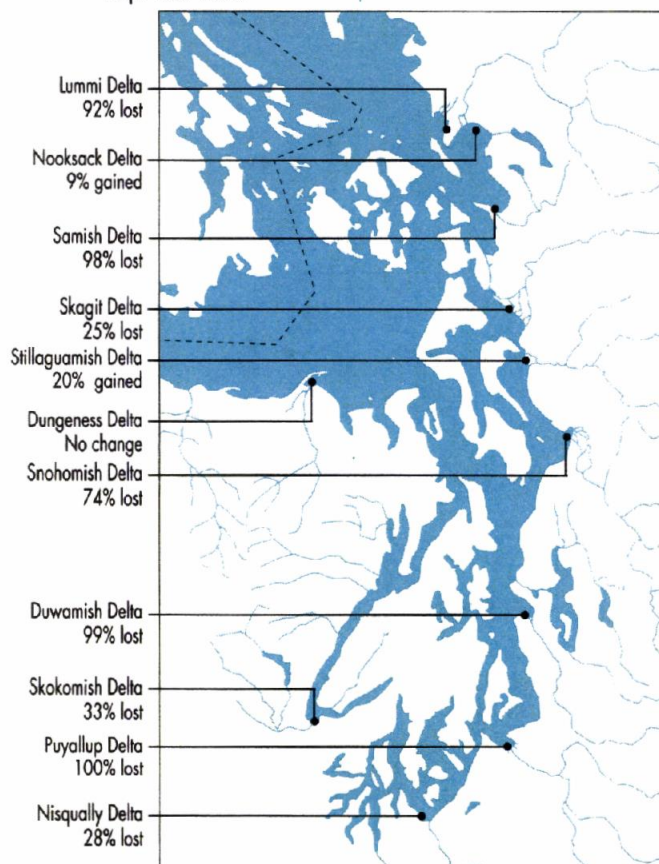 Lummi Delta
92% lost
Nooksack Delta
9% gained
Samish Delta
98% lost
Skagit Delta
25% lost
Stillaguamish Delta
20% gained
Dungeness Delta
No change
Snohomish Delta
74% lost
Duwamish Delta
99% lost
Skokomish Delta
33% lost
Puyallup Delta
100% lost
Nisqually Delta
28% lost